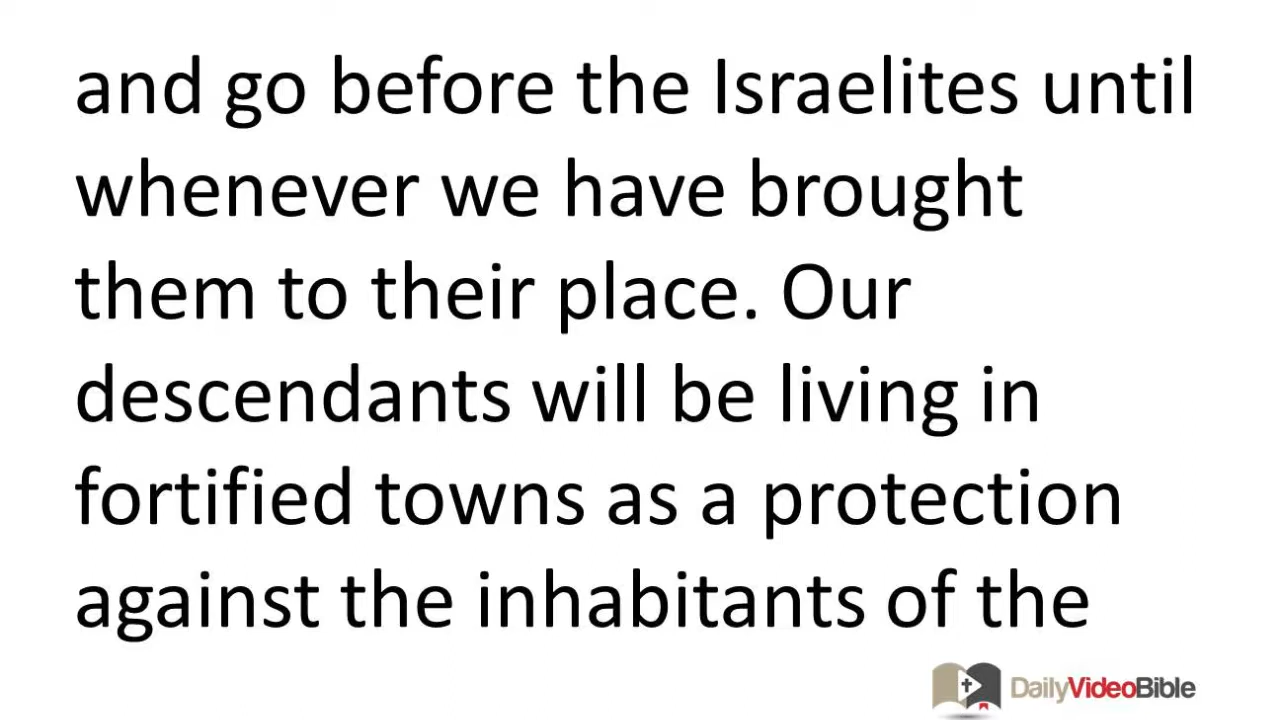 and go before the Israelites until
whenever we have brought
them to their place. Our
descendants will be living in
fortified towns as a protection
against the inhabitants of the
DailyVideoBible